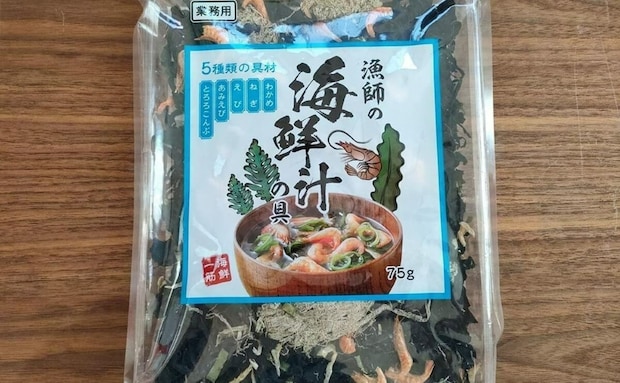 業務用
5種類の具材
わかめ
ねぎ
えび
あみえび
とろろこんぶ
漁師の
海鮮汁
の具
海鮮
一筋
75g